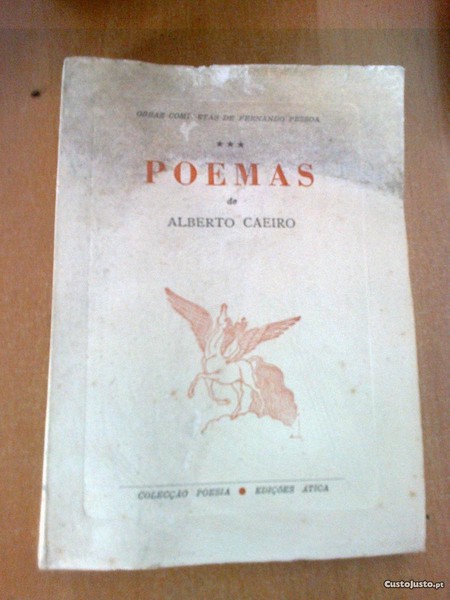 OBRAS COMPLETAS DE FERNANDO PESSOA
★★★
POEMAS
de
ALBERTO CAEIRO
COLECÇÃO POESIA ● EDIÇÕES ÁTICA
CustoJusto.pt